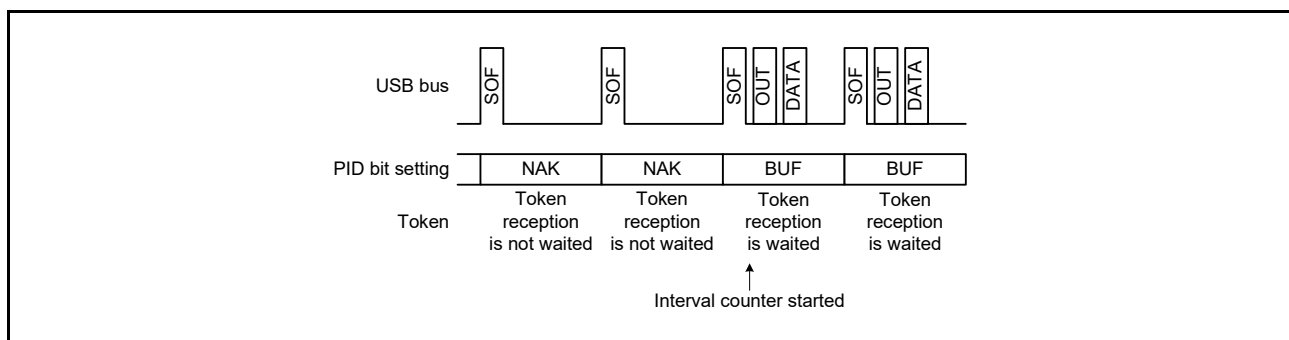 USB bus
SOF
SOF
SOF
OUT
DATA
SOF
OUT
DATA
PID bit setting
NAK
NAK
BUF
BUF
Token
Token
reception
is not waited
Token
reception
is not waited
Token
reception
is waited
Token
reception
is waited
Interval counter started